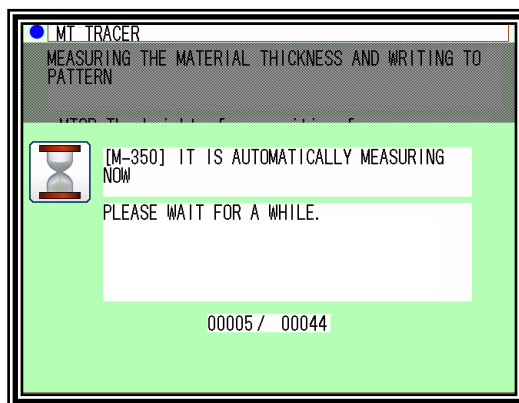 MT TRACER
MEASURING THE MATERIAL THICKNESS AND WRITING TO
PATTERN
[M-350] IT IS AUTOMATICALLY MEASURING
NOW
PLEASE WAIT FOR A WHILE.
00005/ 00044